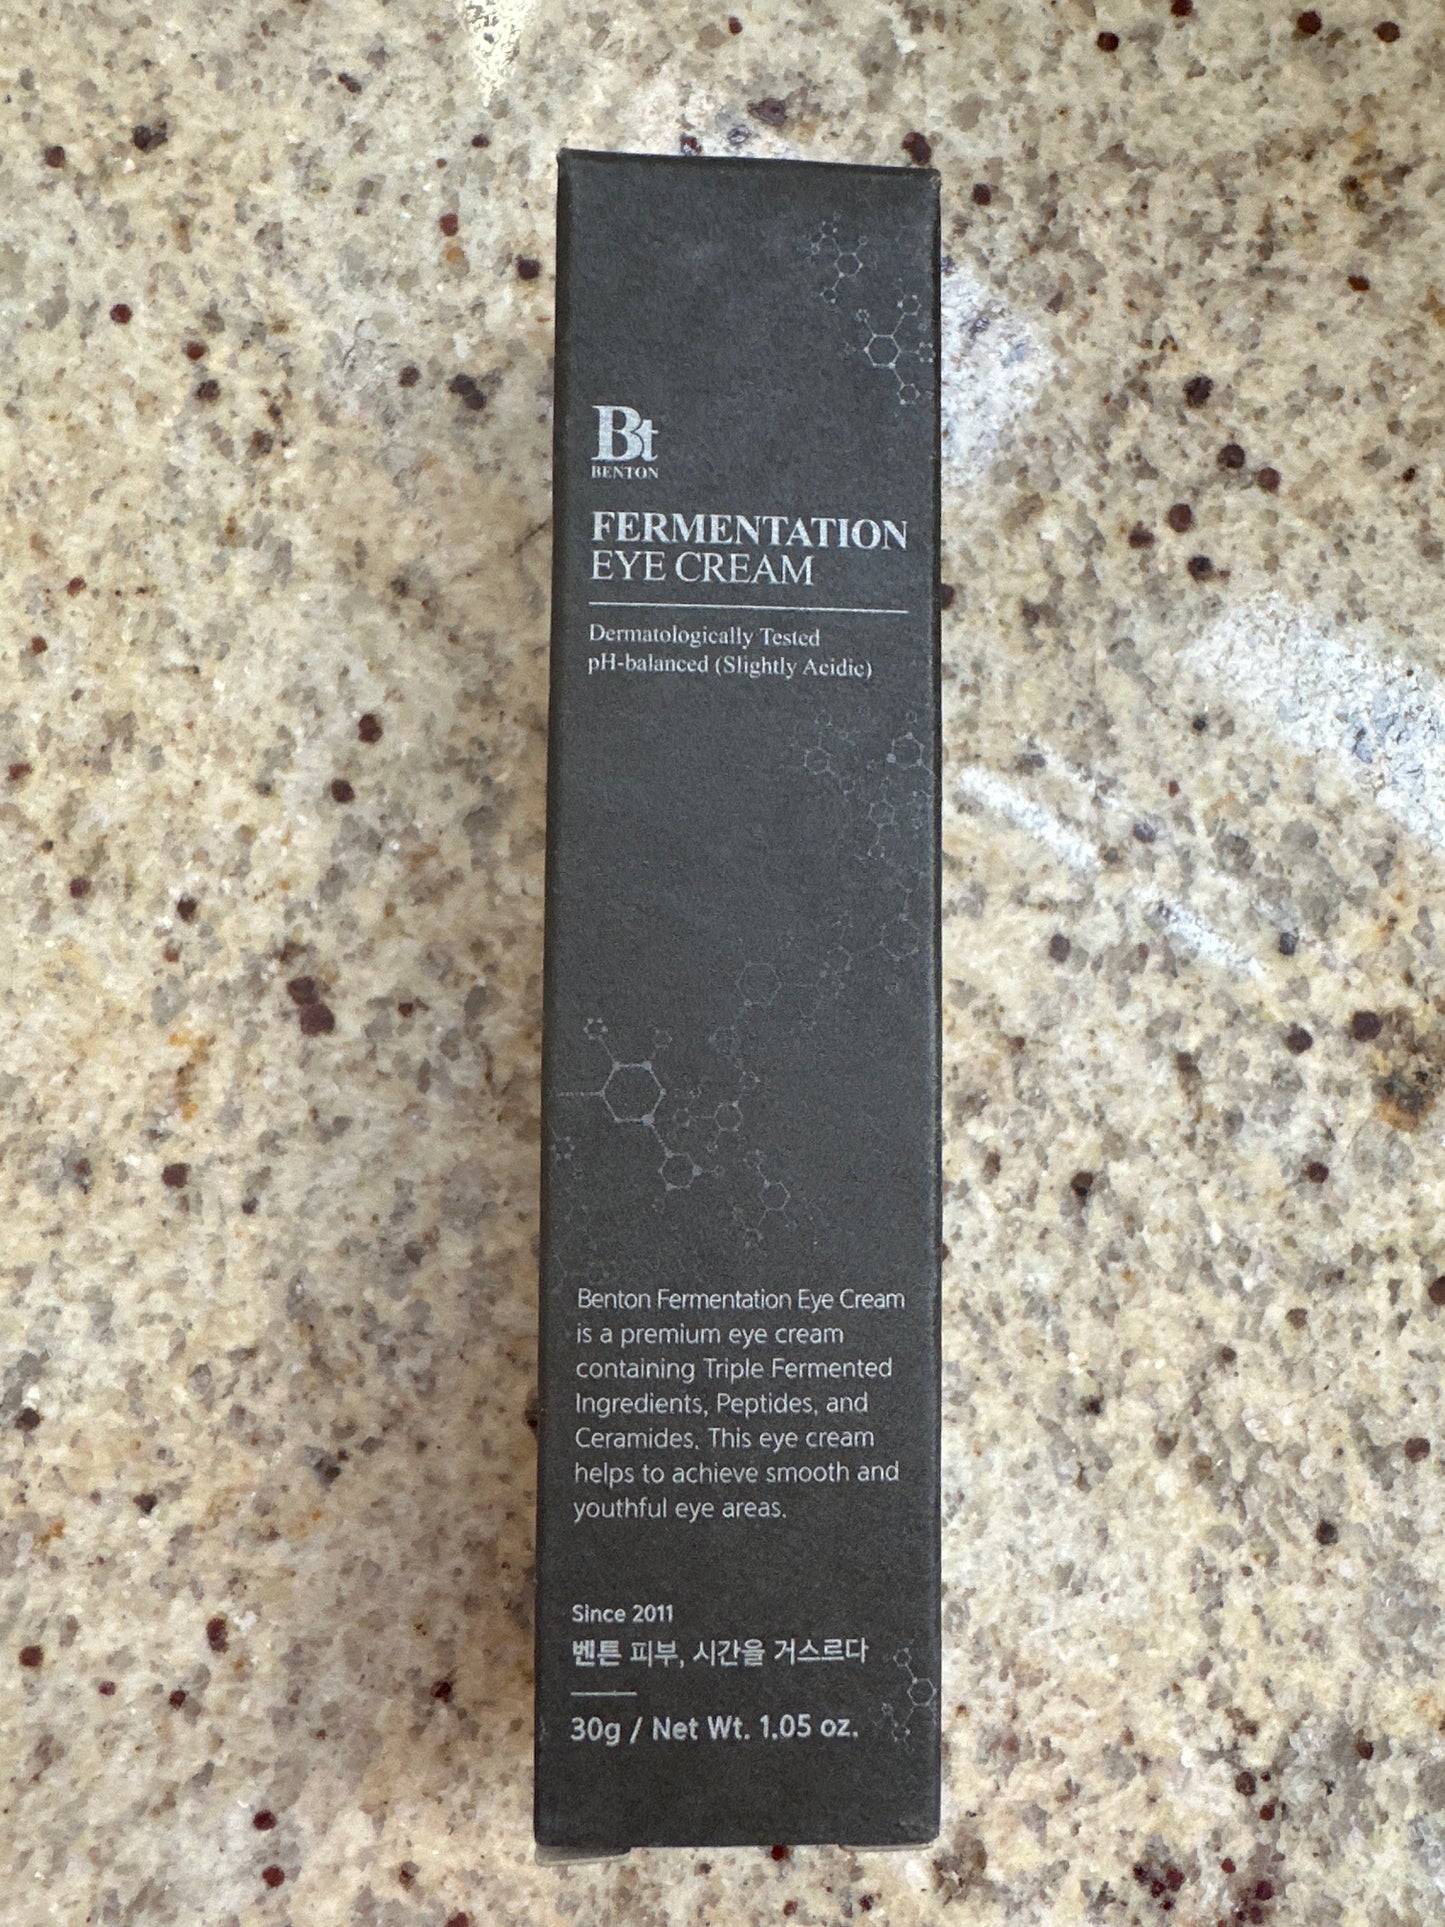 Bt
BENTON
FERMENTATION
EYE CREAM
Dermatologically Tested
pH-balanced (Slightly Acidic)
Benton Fermentation Eye Cream
is a premium eye cream
containing Triple Fermented
Ingredients, Peptides, and
Ceramides. This eye cream
helps to achieve smooth and
youthful eye areas.
Since 2011
벤튼 피부, 시간을 거스르다
30g / Net Wt. 1.05 oz.